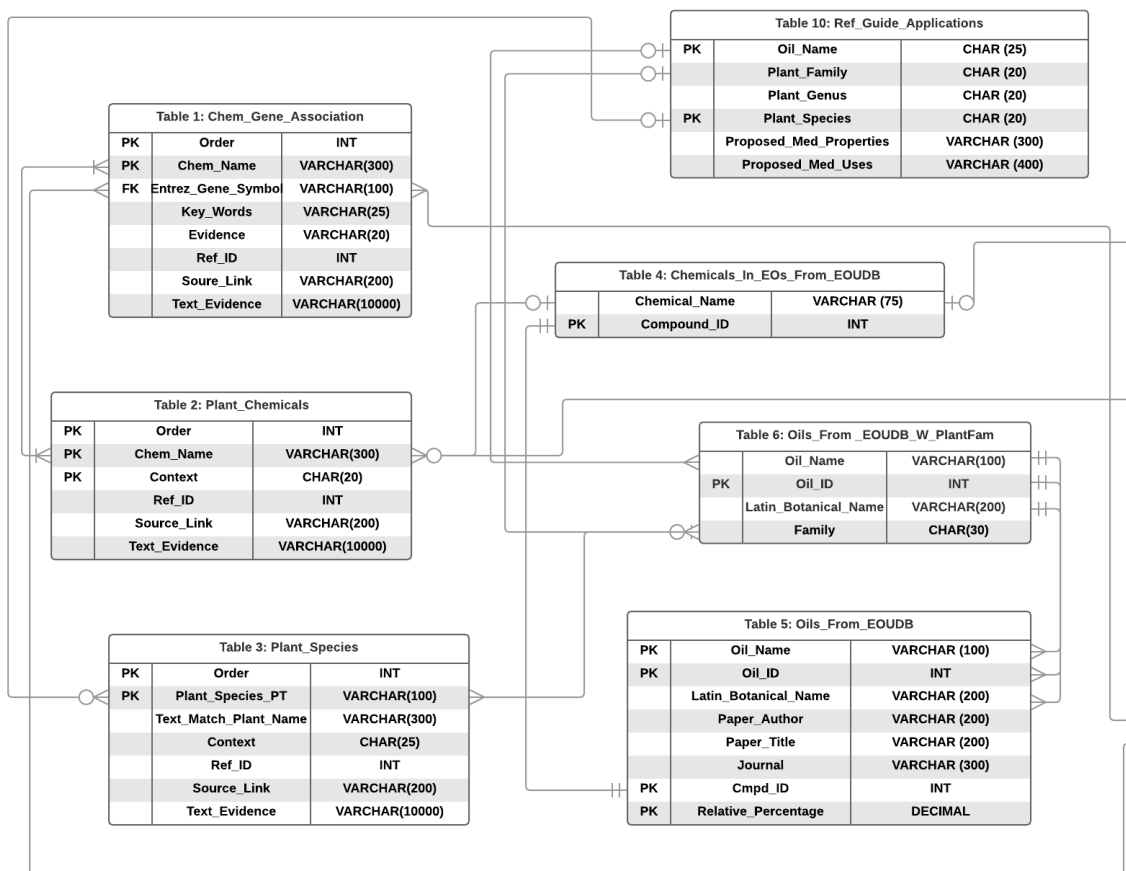 Table 10: Ref_Guide_Applications
PK Oil_Name CHAR (25)
Plant_Family CHAR (20)
Plant_Genus CHAR (20)
PK Plant_Species CHAR (20)
Proposed_Med_Properties VARCHAR (300)
Proposed_Med_Uses VARCHAR (400)
Table 1: Chem_Gene_Association
PK Order INT
PK Chem_Name VARCHAR(300)
FK Entrez_Gene_Symbol VARCHAR(100)
Key_Words VARCHAR(25)
Evidence VARCHAR(20)
Ref_ID INT
Soure_Link VARCHAR(200)
Text_Evidence VARCHAR(10000)
Table 4: Chemicals_In_EOs_From_EOUDB
Chemical_Name VARCHAR (75)
PK Compound_ID INT
Table 2: Plant_Chemicals
PK Order INT
PK Chem_Name VARCHAR(300)
PK Context CHAR(20)
Ref_ID INT
Source_Link VARCHAR(200)
Text_Evidence VARCHAR(10000)
Table 6: Oils_From _EOUDB_W_PlantFam
Oil_Name VARCHAR(100)
PK Oil_ID INT
Latin_Botanical_Name VARCHAR(200)
Family CHAR(30)
Table 3: Plant_Species
PK Order INT
PK Plant_Species_PT VARCHAR(100)
Text_Match_Plant_Name VARCHAR(300)
Context CHAR(25)
Ref_ID INT
Source_Link VARCHAR(200)
Text_Evidence VARCHAR(10000)
Table 5: Oils_From_EOUDB
PK Oil_Name VARCHAR (100)
PK Oil_ID INT
Latin_Botanical_Name VARCHAR (200)
Paper_Author VARCHAR (200)
Paper_Title VARCHAR (200)
Journal VARCHAR (300)
PK Cmpd_ID INT
PK Relative_Percentage DECIMAL